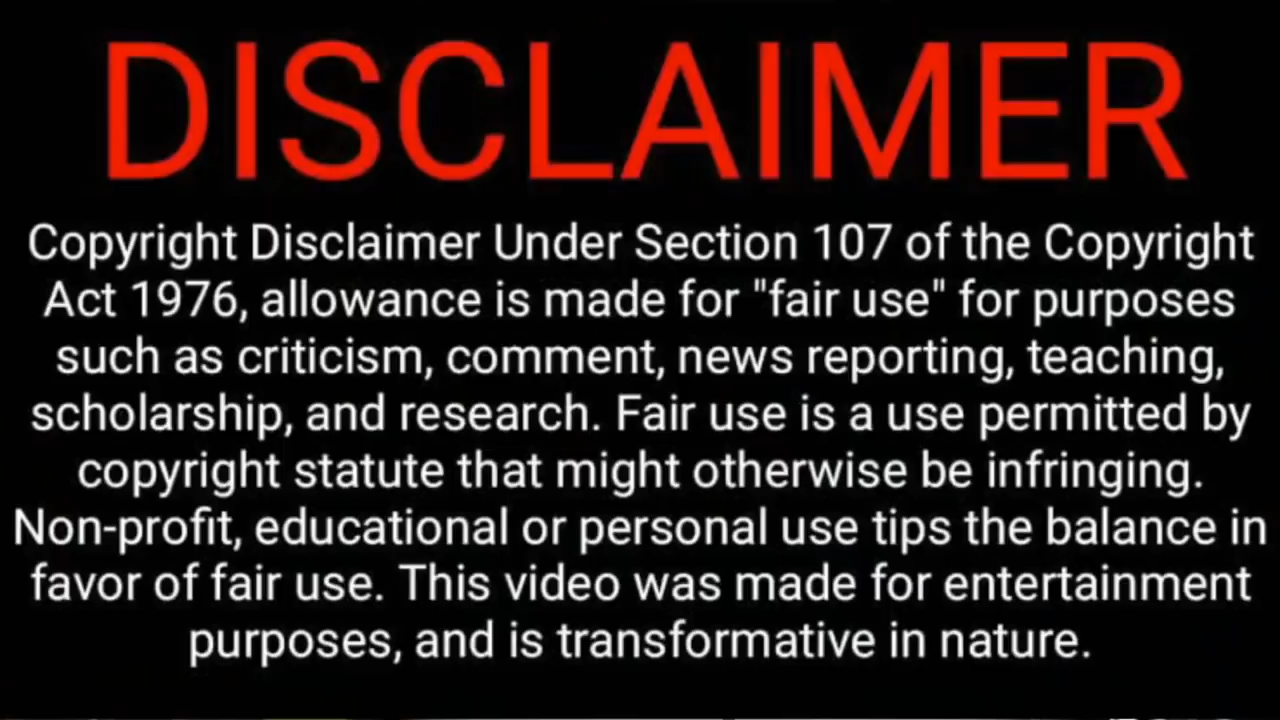 DISCLAIMER
Copyright Disclaimer Under Section 107 of the Copyright
Act 1976, allowance is made for "fair use" for purposes
such as criticism, comment, news reporting, teaching,
scholarship, and research. Fair use is a use permitted by
copyright statute that might otherwise be infringing.
Non-profit, educational or personal use tips the balance in
favor of fair use. This video was made for entertainment
purposes, and is transformative in nature.